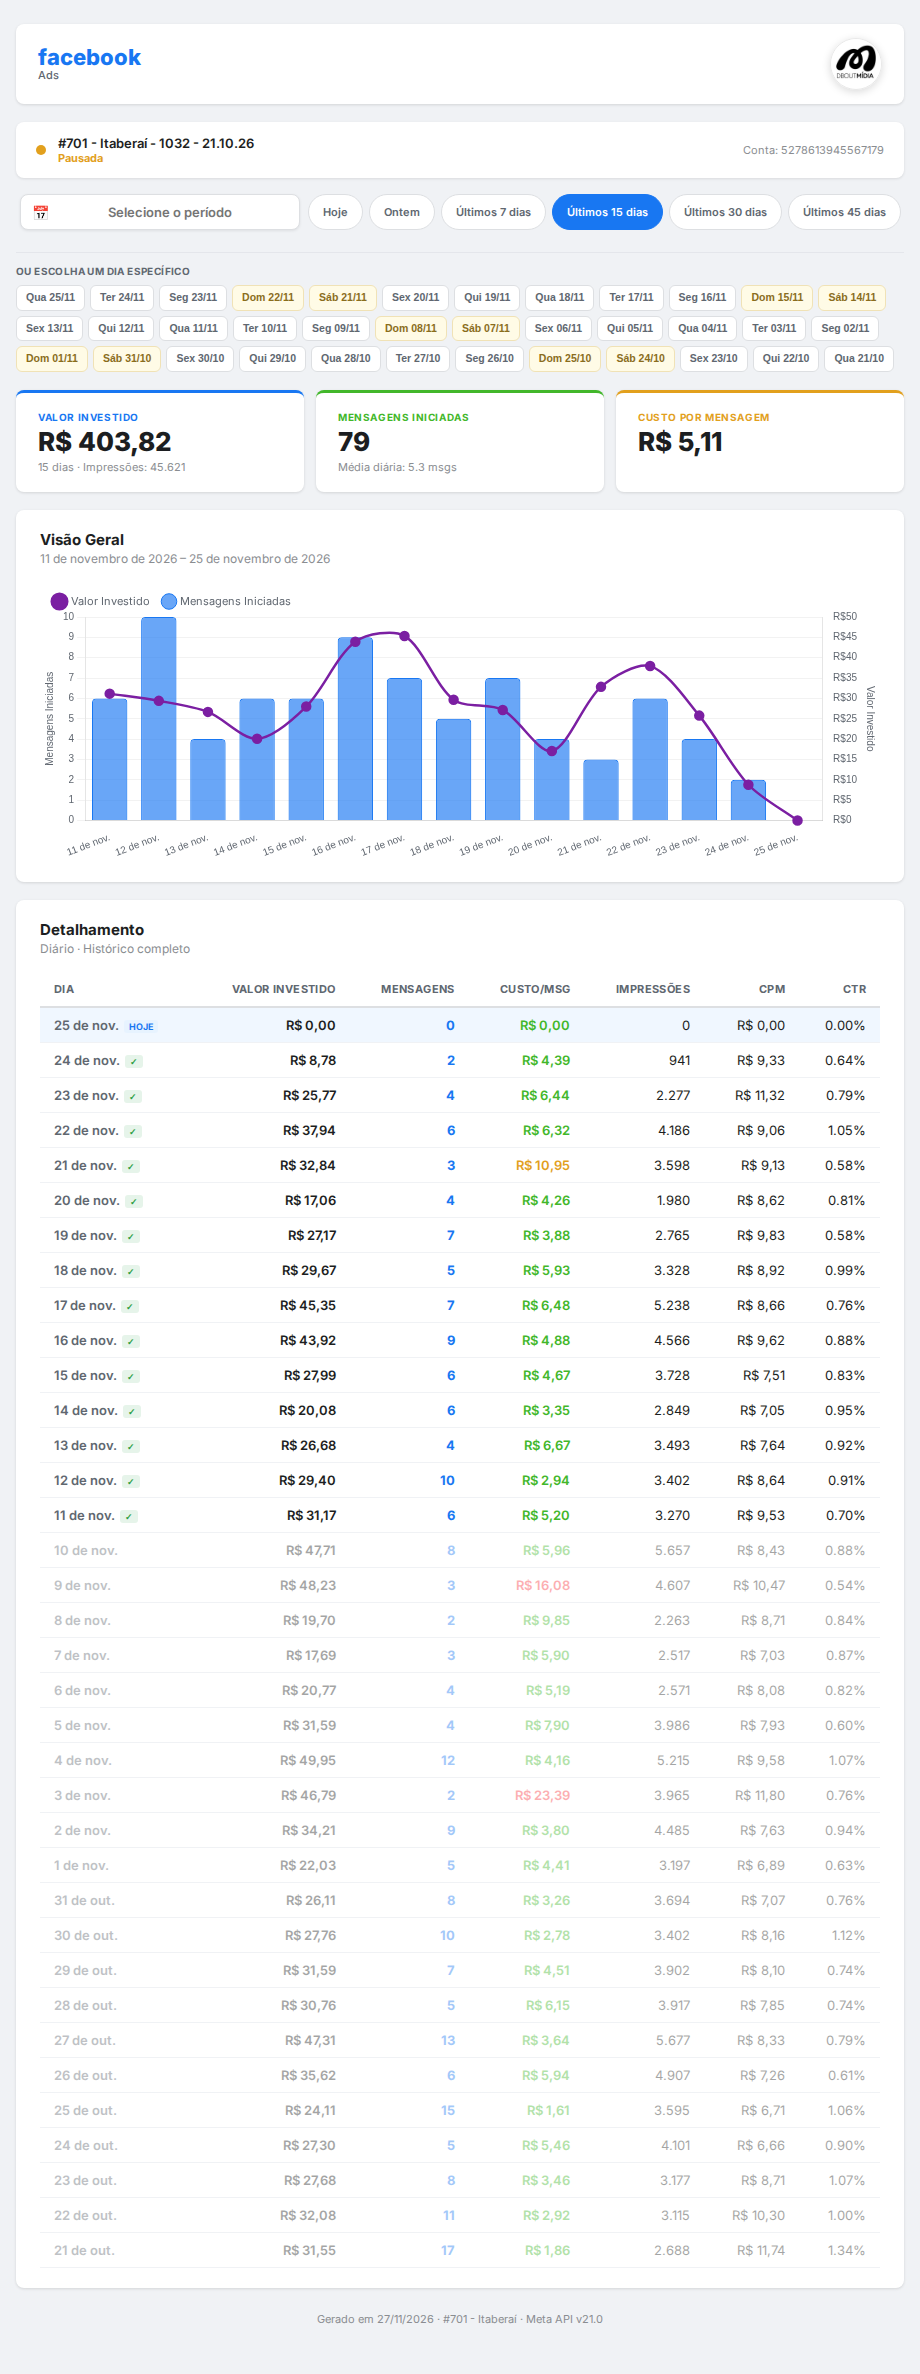 facebook
Ads
DBOUTMÍDIA
#701 - Itaberaí - 1032 - 21.10.26
Pausada
Conta: 5278613945567179
Selecione o período
Hoje
Ontem
Últimos 7 dias
Últimos 15 dias
Últimos 30 dias
Últimos 45 dias
OU ESCOLHA UM DIA ESPECÍFICO
Qua 25/11 Ter 24/11 Seg 23/11 Dom 22/11 Sáb 21/11 Sex 20/11 Qui 19/11 Qua 18/11 Ter 17/11 Seg 16/11 Dom 15/11 Sáb 14/11
Sex 13/11 Qui 12/11 Qua 11/11 Ter 10/11 Seg 09/11 Dom 08/11 Sáb 07/11 Sex 06/11 Qui 05/11 Qua 04/11 Ter 03/11 Seg 02/11
Dom 01/11 Sáb 31/10 Sex 30/10 Qui 29/10 Qua 28/10 Ter 27/10 Seg 26/10 Dom 25/10 Sáb 24/10 Sex 23/10 Qui 22/10 Qua 21/10
VALOR INVESTIDO
R$ 403,82
15 dias · Impressões: 45.621
MENSAGENS INICIADAS
79
Média diária: 5.3 msgs
CUSTO POR MENSAGEM
R$ 5,11
Visão Geral
11 de novembro de 2026 – 25 de novembro de 2026
Valor Investido Mensagens Iniciadas
Mensagens Iniciadas
10
9
8
7
6
5
4
3
2
1
0
R$50
R$45
R$40
R$35
R$30
R$25
R$20
R$15
R$10
R$5
R$0
Valor Investido
11 de nov. 12 de nov. 13 de nov. 14 de nov. 15 de nov. 16 de nov. 17 de nov. 18 de nov. 19 de nov. 20 de nov. 21 de nov. 22 de nov. 23 de nov. 24 de nov. 25 de nov.
Detalhamento
Diário · Histórico completo
DIA VALOR INVESTIDO MENSAGENS CUSTO/MSG IMPRESSÕES CPM CTR
25 de nov. HOJE R$ 0,00 0 R$ 0,00 0 R$ 0,00 0.00%
24 de nov. ✓ R$ 8,78 2 R$ 4,39 941 R$ 9,33 0.64%
23 de nov. ✓ R$ 25,77 4 R$ 6,44 2.277 R$ 11,32 0.79%
22 de nov. ✓ R$ 37,94 6 R$ 6,32 4.186 R$ 9,06 1.05%
21 de nov. ✓ R$ 32,84 3 R$ 10,95 3.598 R$ 9,13 0.58%
20 de nov. ✓ R$ 17,06 4 R$ 4,26 1.980 R$ 8,62 0.81%
19 de nov. ✓ R$ 27,17 7 R$ 3,88 2.765 R$ 9,83 0.58%
18 de nov. ✓ R$ 29,67 5 R$ 5,93 3.328 R$ 8,92 0.99%
17 de nov. ✓ R$ 45,35 7 R$ 6,48 5.238 R$ 8,66 0.76%
16 de nov. ✓ R$ 43,92 9 R$ 4,88 4.566 R$ 9,62 0.88%
15 de nov. ✓ R$ 27,99 6 R$ 4,67 3.728 R$ 7,51 0.83%
14 de nov. ✓ R$ 20,08 6 R$ 3,35 2.849 R$ 7,05 0.95%
13 de nov. ✓ R$ 26,68 4 R$ 6,67 3.493 R$ 7,64 0.92%
12 de nov. ✓ R$ 29,40 10 R$ 2,94 3.402 R$ 8,64 0.91%
11 de nov. ✓ R$ 31,17 6 R$ 5,20 3.270 R$ 9,53 0.70%
10 de nov. R$ 47,71 8 R$ 5,96 5.657 R$ 8,43 0.88%
9 de nov. R$ 48,23 3 R$ 16,08 4.607 R$ 10,47 0.54%
8 de nov. R$ 19,70 2 R$ 9,85 2.263 R$ 8,71 0.84%
7 de nov. R$ 17,69 3 R$ 5,90 2.517 R$ 7,03 0.87%
6 de nov. R$ 20,77 4 R$ 5,19 2.571 R$ 8,08 0.82%
5 de nov. R$ 31,59 4 R$ 7,90 3.986 R$ 7,93 0.60%
4 de nov. R$ 49,95 12 R$ 4,16 5.215 R$ 9,58 1.07%
3 de nov. R$ 46,79 2 R$ 23,39 3.965 R$ 11,80 0.76%
2 de nov. R$ 34,21 9 R$ 3,80 4.485 R$ 7,63 0.94%
1 de nov. R$ 22,03 5 R$ 4,41 3.197 R$ 6,89 0.63%
31 de out. R$ 26,11 8 R$ 3,26 3.694 R$ 7,07 0.76%
30 de out. R$ 27,76 10 R$ 2,78 3.402 R$ 8,16 1.12%
29 de out. R$ 31,59 7 R$ 4,51 3.902 R$ 8,10 0.74%
28 de out. R$ 30,76 5 R$ 6,15 3.917 R$ 7,85 0.74%
27 de out. R$ 47,31 13 R$ 3,64 5.677 R$ 8,33 0.79%
26 de out. R$ 35,62 6 R$ 5,94 4.907 R$ 7,26 0.61%
25 de out. R$ 24,11 15 R$ 1,61 3.595 R$ 6,71 1.06%
24 de out. R$ 27,30 5 R$ 5,46 4.101 R$ 6,66 0.90%
23 de out. R$ 27,68 8 R$ 3,46 3.177 R$ 8,71 1.07%
22 de out. R$ 32,08 11 R$ 2,92 3.115 R$ 10,30 1.00%
21 de out. R$ 31,55 17 R$ 1,86 2.688 R$ 11,74 1.34%
Gerado em 27/11/2026 · #701 - Itaberaí · Meta API v21.0